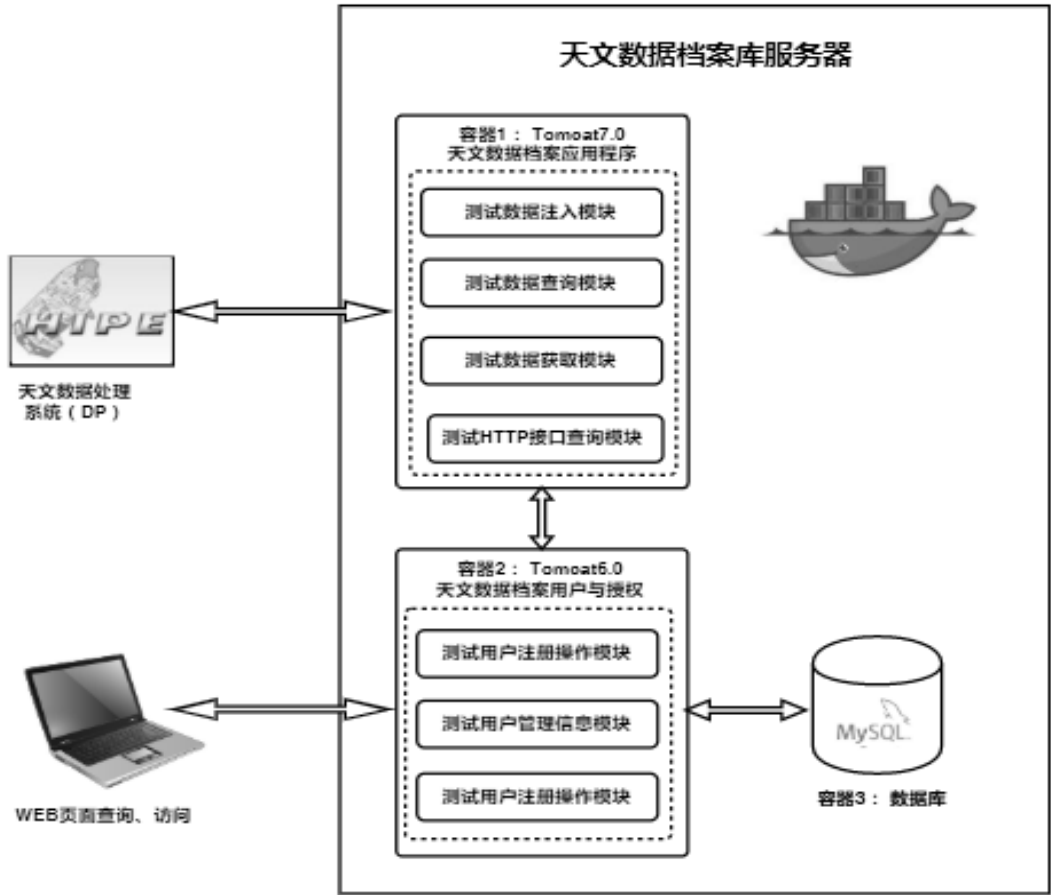 天文数据档案库服务器
容器1： Tomoat7.0
天文数据档案应用程序
测试数据注入模块
测试数据查询模块
测试数据获取模块
测试HTTP接口查询模块
HIPE
天文数据处理
系统（DP）
容器2： Tomoat6.0
天文数据档案用户与授权
测试用户注册操作模块
测试用户管理信息模块
测试用户注册操作模块
WEB页面查询、访问
MySQL
容器3： 数据库